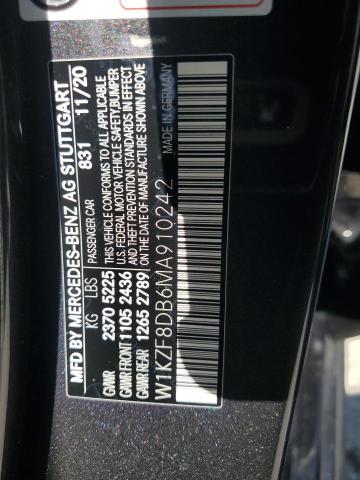 MFD BY MERCEDES-BENZ AG STUTTGART
PASSENGER CAR 831 11/20
KG LBS
GVWR 2370 5225
GAWR FRONT 1105 2436
GAWR REAR 1265 2789
THIS VEHICLE CONFORMS TO ALL APPLICABLE
U.S. FEDERAL MOTOR VEHICLE SAFETY, BUMPER
AND THEFT PREVENTION STANDARDS IN EFFECT
ON THE DATE OF MANUFACTURE SHOWN ABOVE.
W1KZF8DB6MA910242
MADE IN GERMANY